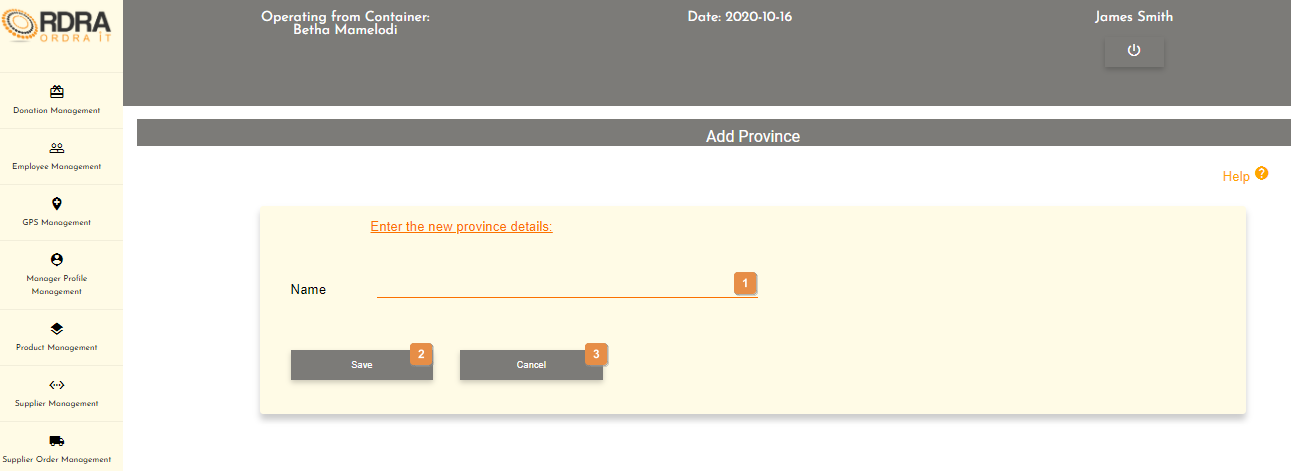 RDRA
ORDRA IT
Operating from Container:
Betha Mamelodi
Date: 2020-10-16
James Smith
Donation Management
Employee Management
GPS Management
Manager Profile
Management
Product Management
Supplier Management
Supplier Order Management
Add Province
Help ?
Enter the new province details:
Name 1
Save 2 Cancel 3